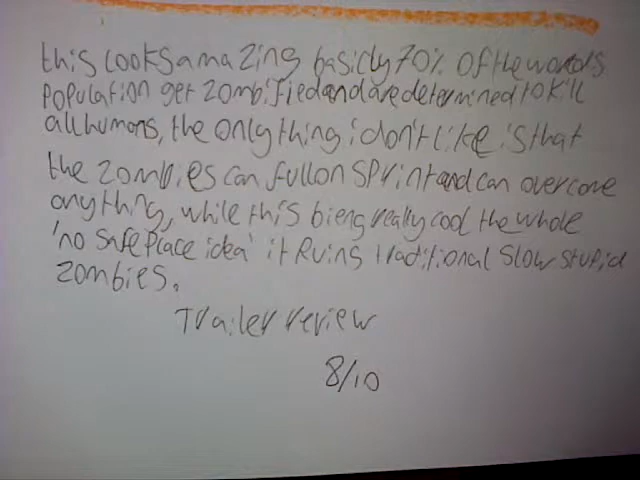 this looks amazing basicly 70% of the worlds
population get zombified and are determined to kill
all humans, the only thing i don't like is that
the zombies can full on sprint and can overcome
anything, while this bieng really cool the whole
'no safe place idea' it Ruins traditional slow stupid
zombies.
Trailer review
8/10